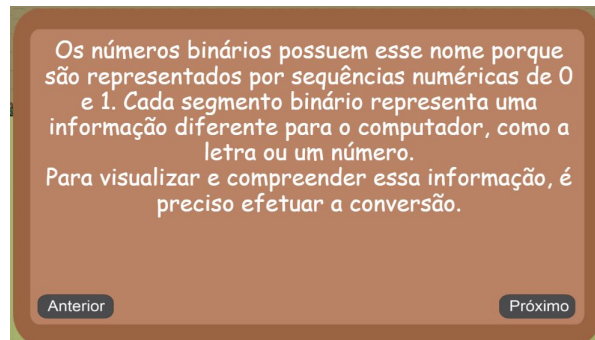 Os números binários possuem esse nome porque
são representados por sequências numéricas de 0
e 1. Cada segmento binário representa uma
informação diferente para o computador, como a
letra ou um número.
Para visualizar e compreender essa informação, é
preciso efetuar a conversão.
Anterior
Próximo